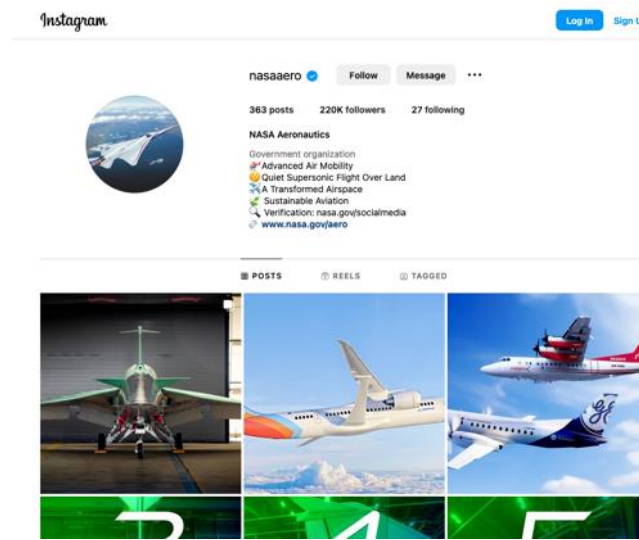 Instagram
Log In Sign U
nasaaero Follow Message
363 posts 220K followers 27 following
NASA Aeronautics
Government organization
Advanced Air Mobility
Quiet Supersonic Flight Over Land
A Transformed Airspace
Sustainable Aviation
Verification: nasa.gov/socialmedia
www.nasa.gov/aero
POSTS REELS TAGGED